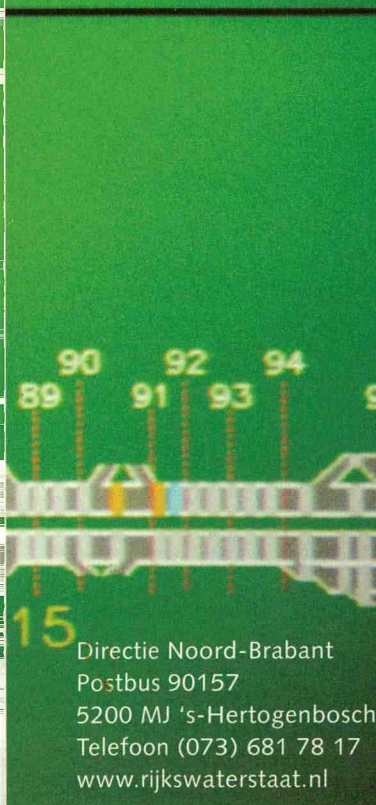 90 92 94
89 91 93
15
Directie Noord-Brabant
Postbus 90157
5200 MJ 's-Hertogenbosch
Telefoon (073) 681 78 17
www.rijkswaterstaat.nl